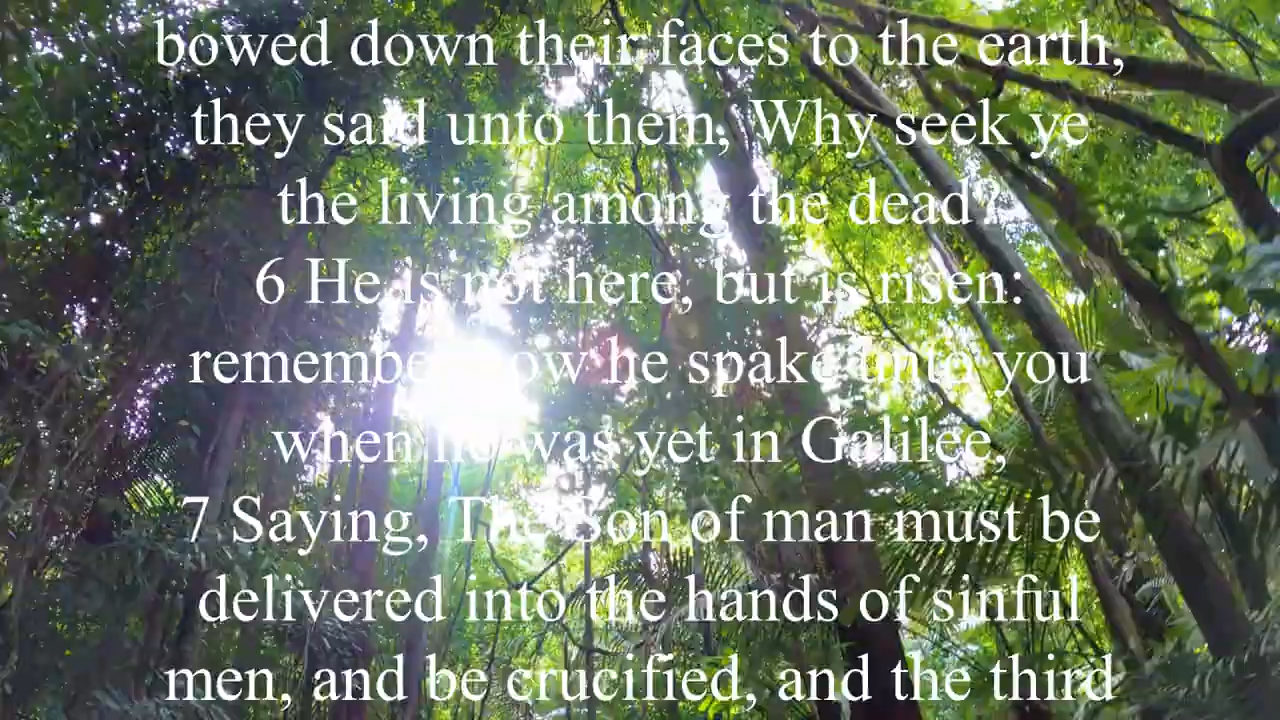 bowed down their faces to the earth,
they said unto them, Why seek ye
the living among the dead?
6 He is not here, but is risen:
remember how he spake unto you
when he was yet in Galilee,
7 Saying, The Son of man must be
delivered into the hands of sinful
men, and be crucified, and the third